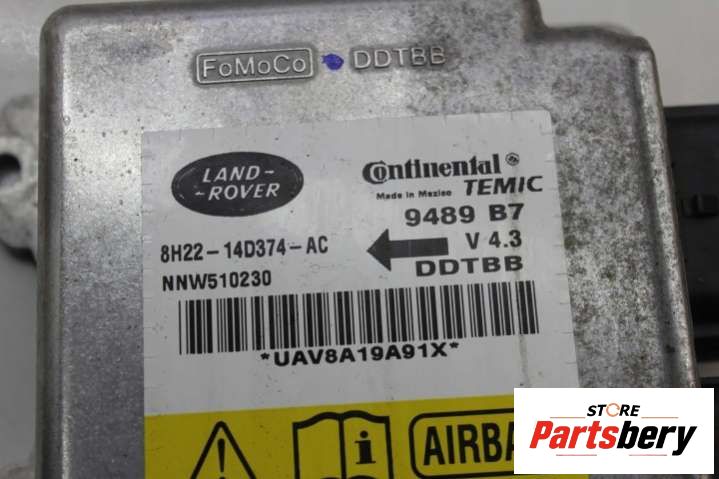 FoMoCo DDTBB
LAND-
-ROVER
Continental
Made in Mexico TEMIC
9489 B7
8H22-14D374-AC
V 4.3
NNW510230
DDTBB
*UAV8A19A91X*
i
AIRBA
STORE
Partsbery